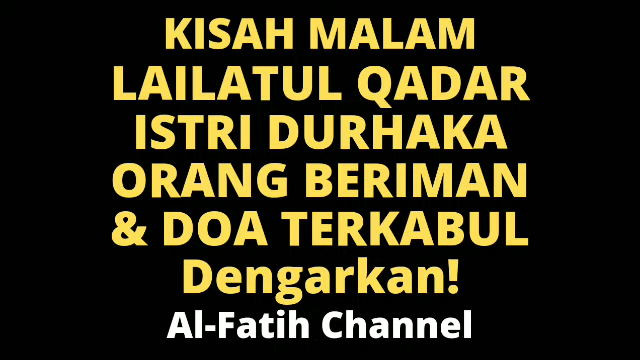 KISAH MALAM
LAILATUL QADAR
ISTRI DURHAKA
ORANG BERIMAN
& DOA TERKABUL
Dengarkan!
Al-Fatih Channel